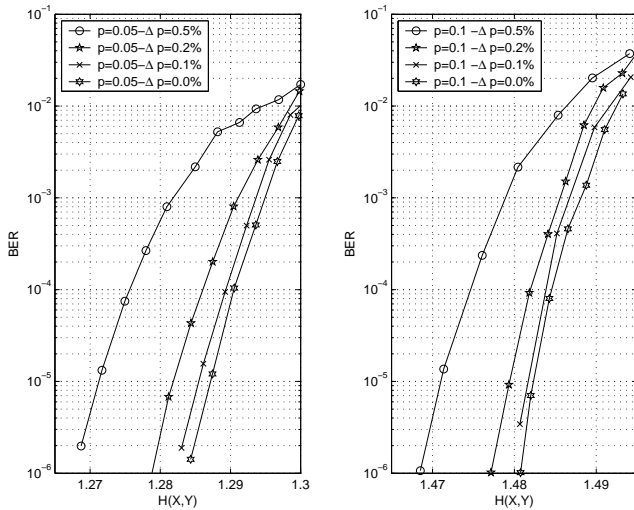 p=0.05-Δ p=0.5%
p=0.05-Δ p=0.2%
p=0.05-Δ p=0.1%
p=0.05-Δ p=0.0%
10⁻¹
10⁻²
10⁻³
10⁻⁴
10⁻⁵
10⁻⁶
BER
1.27
1.28
1.29
1.3
H(X,Y)
p=0.1 -Δ p=0.5%
p=0.1 -Δ p=0.2%
p=0.1 -Δ p=0.1%
p=0.1 -Δ p=0.0%
10⁻¹
10⁻²
10⁻³
10⁻⁴
10⁻⁵
10⁻⁶
BER
1.47
1.48
1.49
H(X,Y)